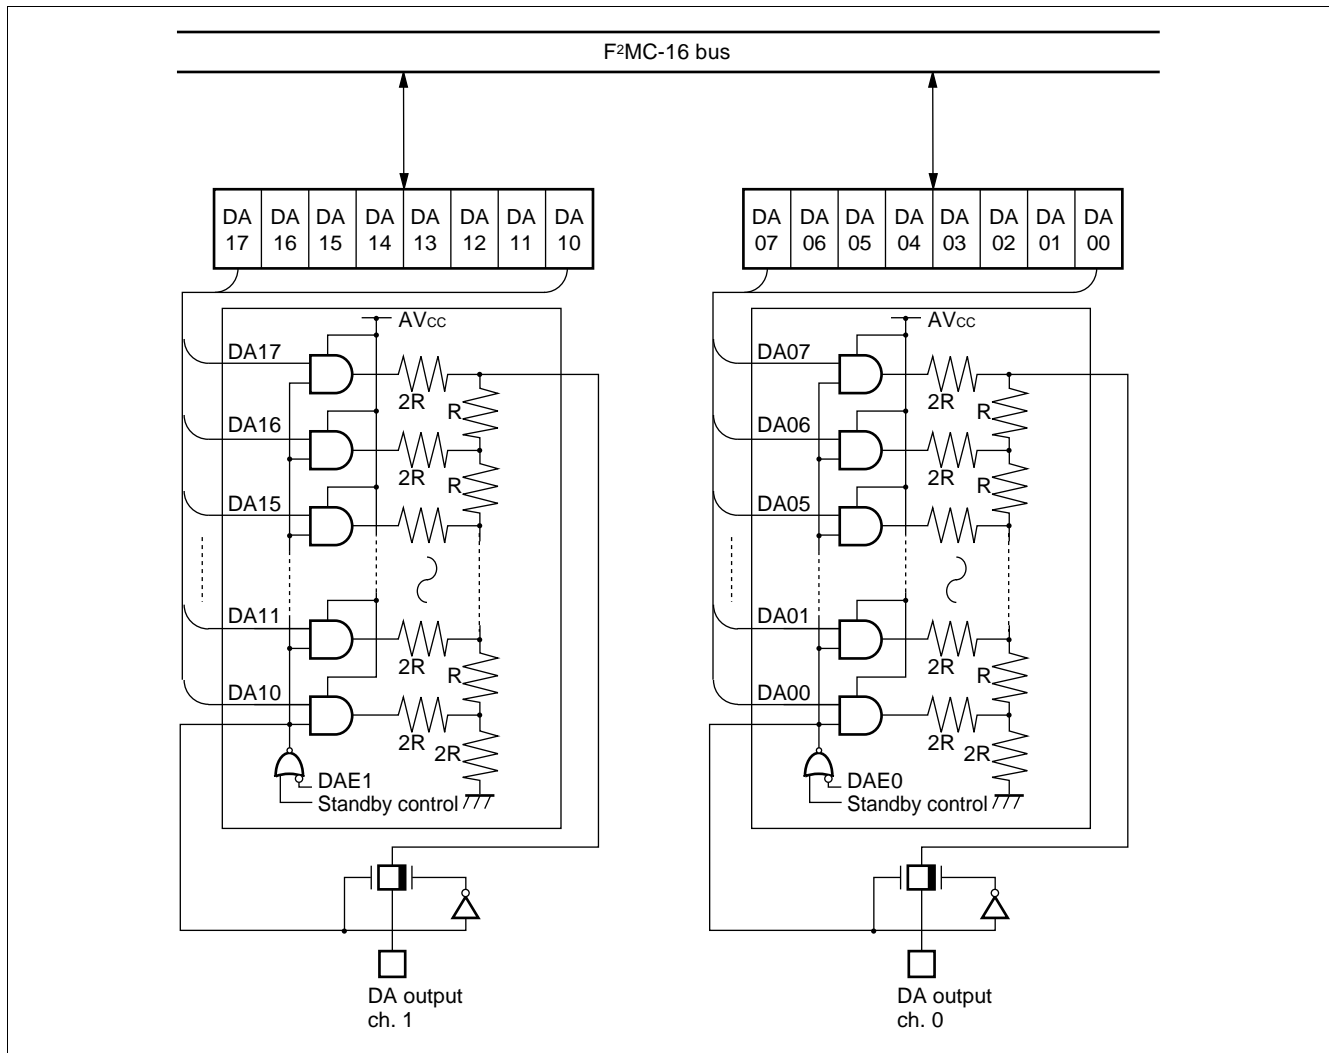 F²MC-16 bus
DA 17 DA 16 DA 15 DA 14 DA 13 DA 12 DA 11 DA 10
DA 07 DA 06 DA 05 DA 04 DA 03 DA 02 DA 01 DA 00
AVCC
DA17
2R
R
DA16
2R
R
DA15
DA11
2R
R
DA10
2R
2R
DAE1
Standby control
DA output
ch. 1
AVCC
DA07
2R
R
DA06
2R
R
DA05
DA01
2R
R
DA00
2R
2R
DAE0
Standby control
DA output
ch. 0